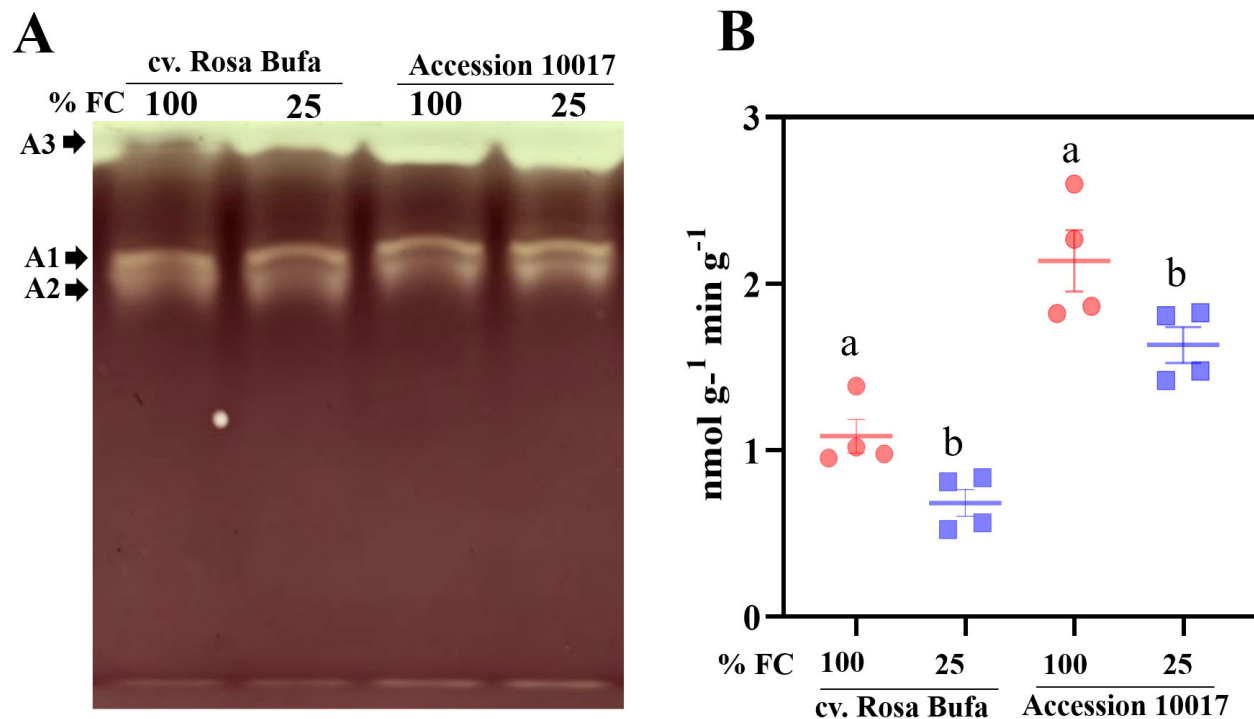 A
cv. Rosa Bufa Accession 10017
% FC 100 25 100 25
A3
A1
A2
B
nmol g-¹ min g⁻¹
3
2
1
0
a
b
a
b
% FC 100 25 100 25
cv. Rosa Bufa Accession 10017